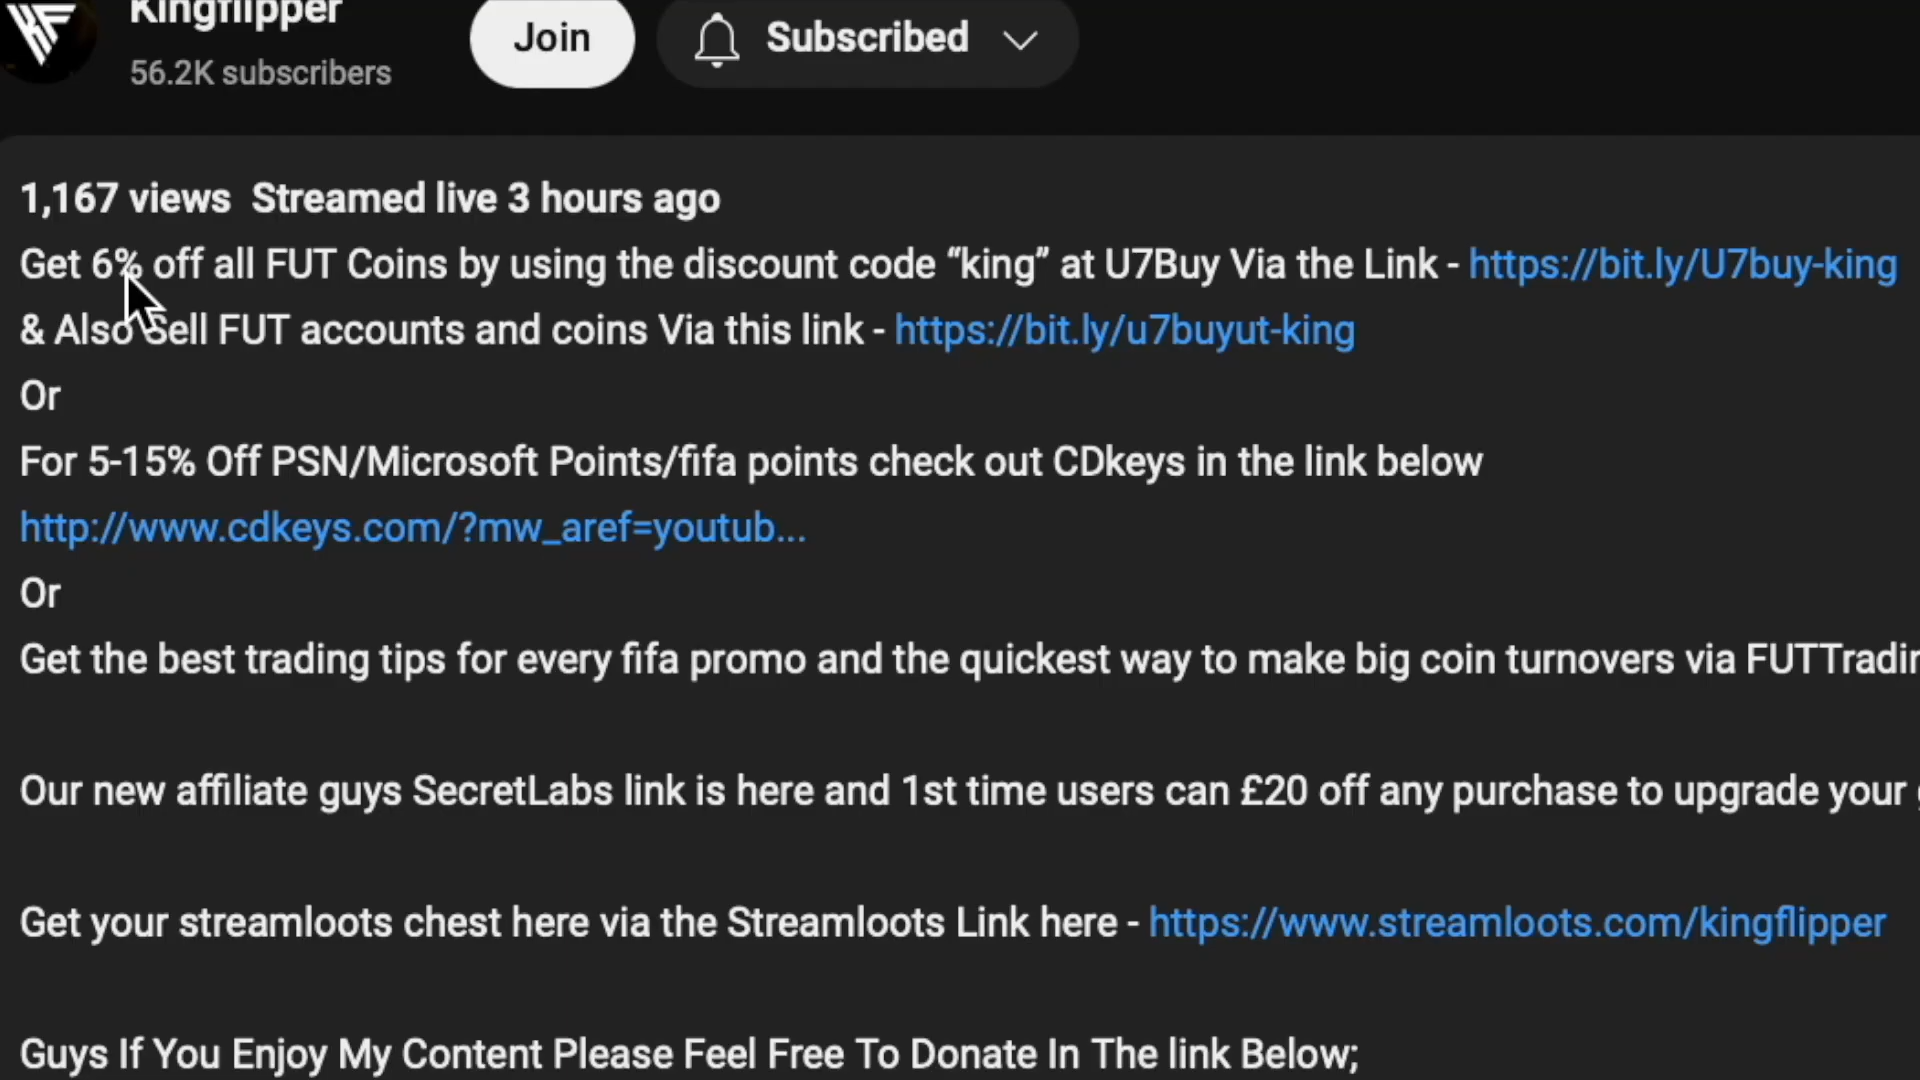 Kingflipper
56.2K subscribers
Join
Subscribed
1,167 views Streamed live 3 hours ago
Get 6% off all FUT Coins by using the discount code “king” at U7Buy Via the Link - https://bit.ly/U7buy-king
& Also Sell FUT accounts and coins Via this link - https://bit.ly/u7buyut-king
Or
For 5-15% Off PSN/Microsoft Points/fifa points check out CDkeys in the link below
http://www.cdkeys.com/?mw_aref=youtub...
Or
Get the best trading tips for every fifa promo and the quickest way to make big coin turnovers via
Our new affiliate guys SecretLabs link is here and 1st time users can £20 off any purchase to upgrade your
Get your streamloots chest here via the Streamloots Link here - https://www.streamloots.com/kingflipper
Guys If You Enjoy My Content Please Feel Free To Donate In The link Below;